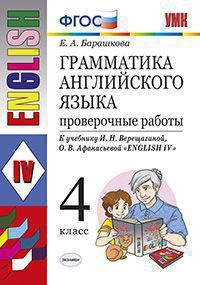 ФГОС
УМК
Е. А. Барашкова
ENGLISH
IV
ГРАММАТИКА
АНГЛИЙСКОГО
ЯЗЫКА
проверочные работы
К учебнику И. Н. Верещагиной,
О. В. Афанасьевой «ENGLISH IV»
4
класс
ЭКЗАМЕН